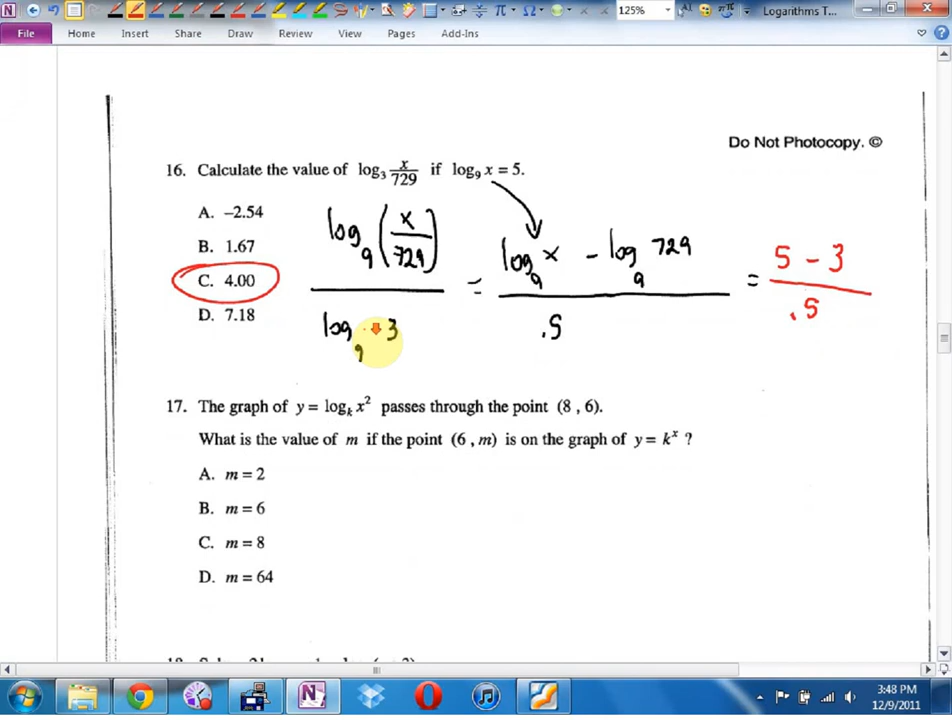 125%
Logarithms T...
File Home Insert Share Draw Review View Pages Add-Ins
Do Not Photocopy. ©
16. Calculate the value of log₃ x/729 if log₉ x = 5.
A. –2.54
B. 1.67
C. 4.00
D. 7.18
log₉ (x/729) / log₉ 3 = (log₉ x – log₉ 729) / .5 = (5 – 3) / .5
17. The graph of y = logₖ x² passes through the point (8 , 6).
What is the value of m if the point (6 , m) is on the graph of y = kˣ ?
A. m = 2
B. m = 6
C. m = 8
D. m = 64
3:48 PM
12/9/2011